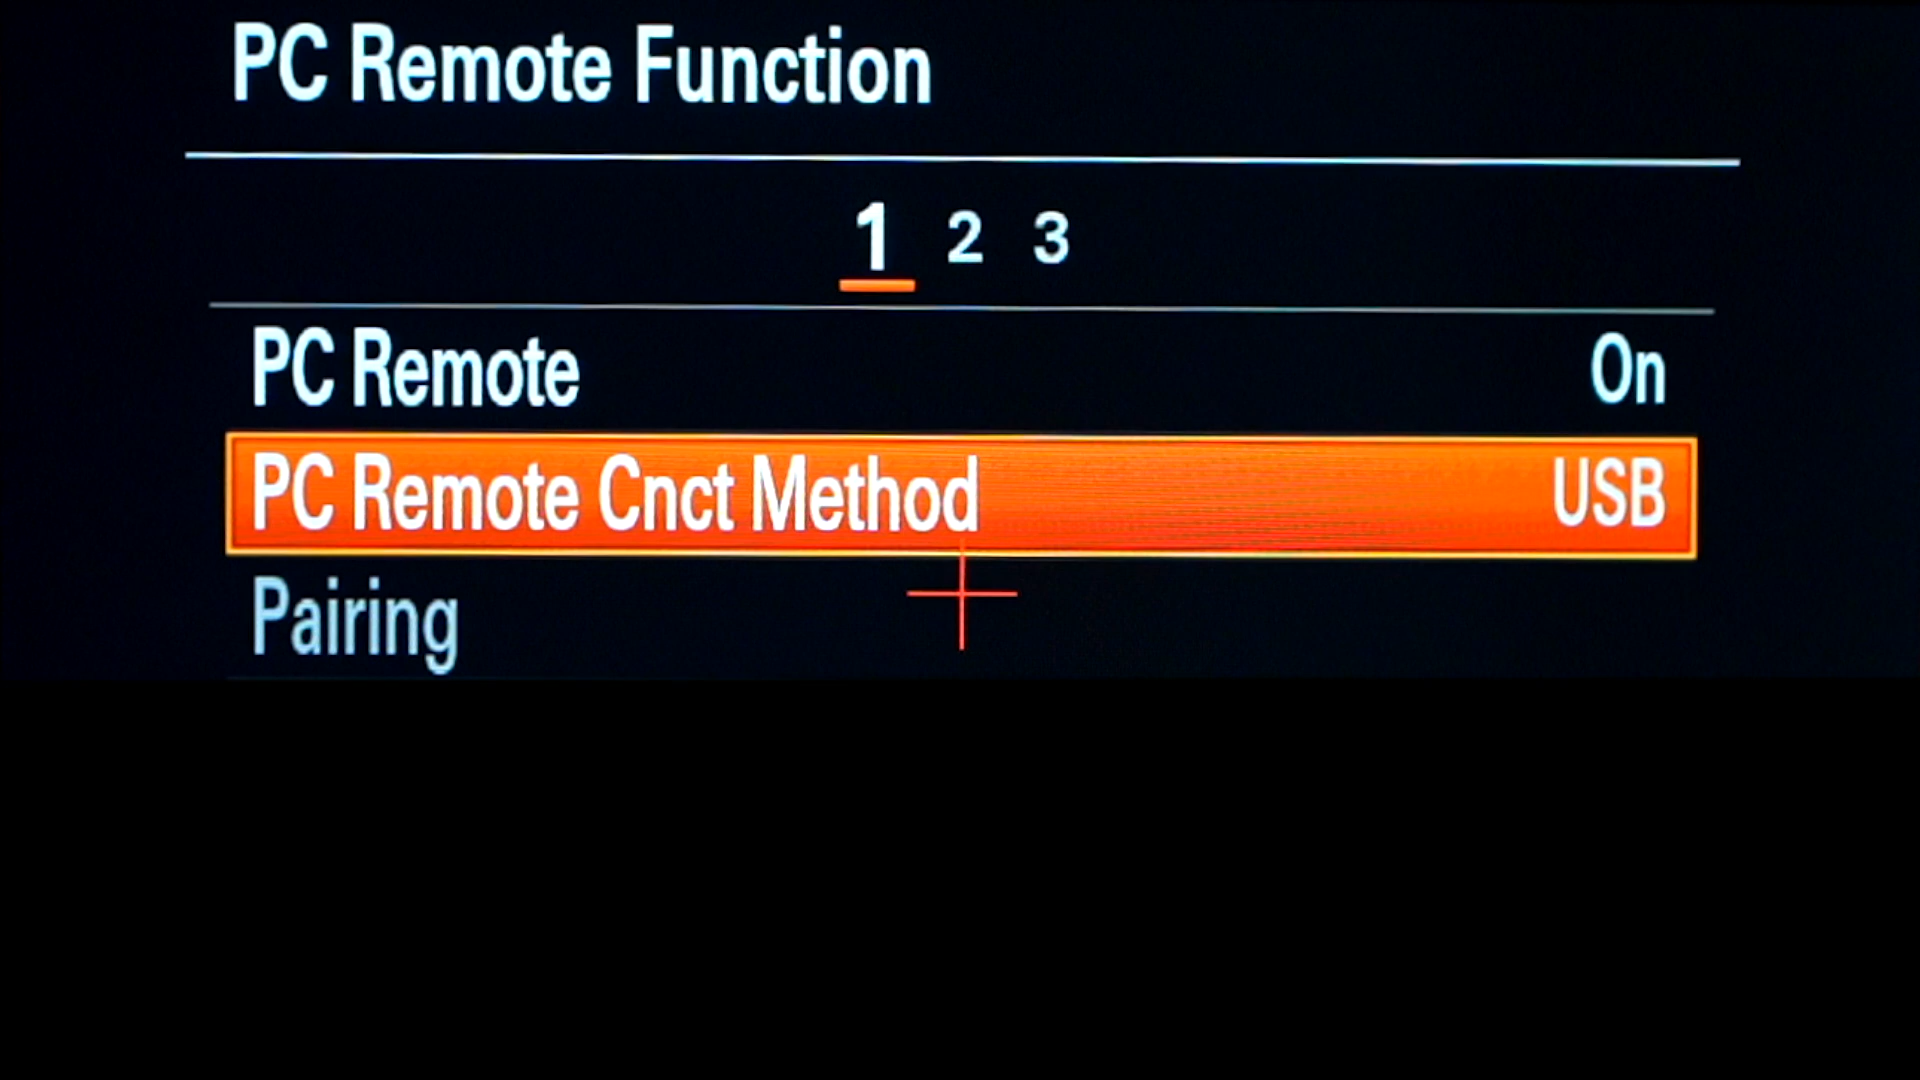 PC Remote Function
1 2 3
PC Remote On
PC Remote Cnct Method USB
Pairing